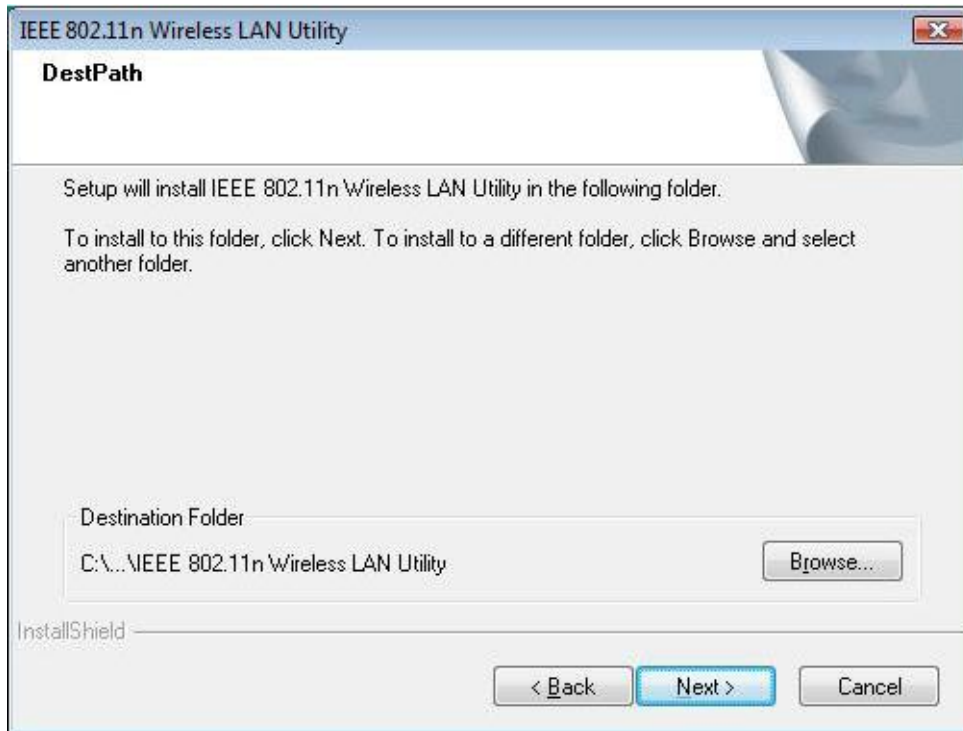 IEEE 802.11n Wireless LAN Utility
DestPath
Setup will install IEEE 802.11n Wireless LAN Utility in the following folder.
To install to this folder, click Next. To install to a different folder, click Browse and select
another folder.
Destination Folder
C:\...\IEEE 802.11n Wireless LAN Utility
Browse...
InstallShield
< Back
Next >
Cancel